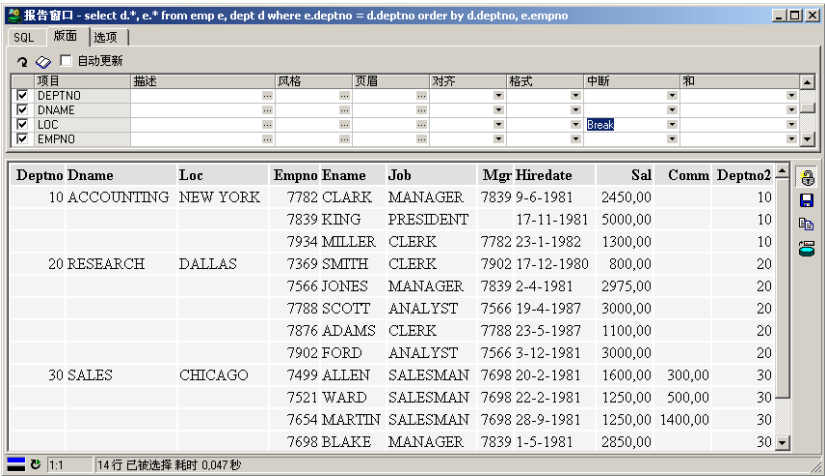 报告窗口 - select d.*, e.* from emp e, dept d where e.deptno = d.deptno order by d.deptno, e.empno
SQL 版面 选项
自动更新
项目 描述 风格 页眉 对齐 格式 中断 和
DEPTNO
DNAME
LOC Break
EMPNO
Deptno Dname Loc Empno Ename Job Mgr Hiredate Sal Comm Deptno2
10 ACCOUNTING NEW YORK 7782 CLARK MANAGER 7839 9-6-1981 2450,00 10
7839 KING PRESIDENT 17-11-1981 5000,00 10
7934 MILLER CLERK 7782 23-1-1982 1300,00 10
20 RESEARCH DALLAS 7369 SMITH CLERK 7902 17-12-1980 800,00 20
7566 JONES MANAGER 7839 2-4-1981 2975,00 20
7788 SCOTT ANALYST 7566 19-4-1987 3000,00 20
7876 ADAMS CLERK 7788 23-5-1987 1100,00 20
7902 FORD ANALYST 7566 3-12-1981 3000,00 20
30 SALES CHICAGO 7499 ALLEN SALESMAN 7698 20-2-1981 1600,00 300,00 30
7521 WARD SALESMAN 7698 22-2-1981 1250,00 500,00 30
7654 MARTIN SALESMAN 7698 28-9-1981 1250,00 1400,00 30
7698 BLAKE MANAGER 7839 1-5-1981 2850,00 30
1:1 14 行 已被选择 耗时 0,047 秒